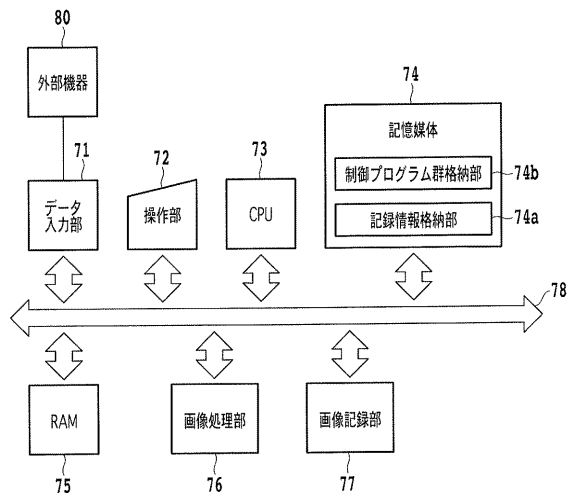 80
外部機器
71
データ
入力部
72
操作部
73
CPU
74
記憶媒体
制御プログラム群格納部
74b
記録情報格納部
74a
78
RAM
75
画像処理部
76
画像記録部
77